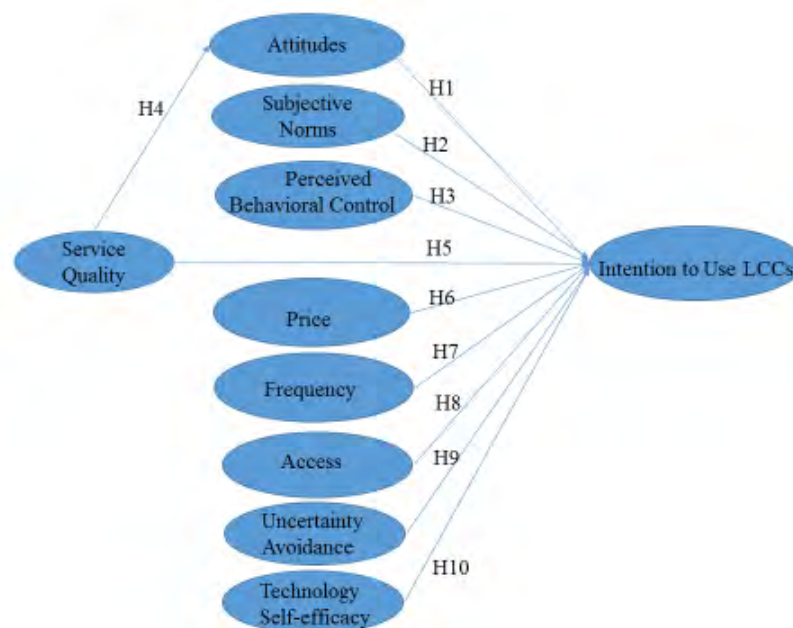 Attitudes
H1
H4
Subjective
Norms
H2
Perceived
Behavioral Control
H3
Service
Quality
H5
Intention to Use LCCs
H6
Price
H7
Frequency
H8
Access
H9
Uncertainty
Avoidance
H10
Technology
Self-efficacy